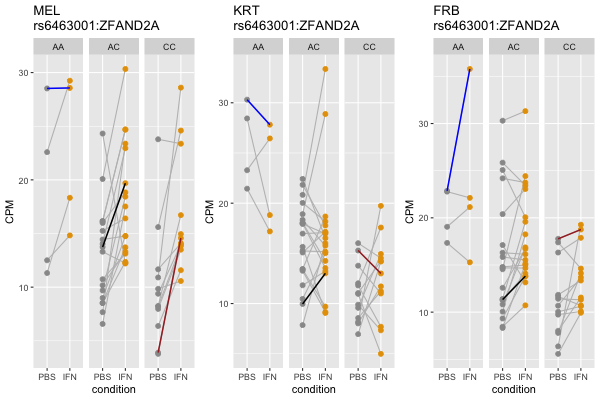 MEL
rs6463001:ZFAND2A
AA
AC
CC
30
20
10
CPM
PBS IFN
PBS IFN
PBS IFN
condition
KRT
rs6463001:ZFAND2A
AA
AC
CC
30
20
10
CPM
PBS IFN
PBS IFN
PBS IFN
condition
FRB
rs6463001:ZFAND2A
AA
AC
CC
30
20
10
CPM
PBS IFN
PBS IFN
PBS IFN
condition